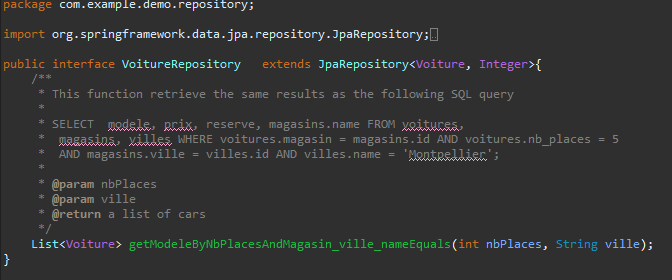 package com.example.demo.repository;
import org.springframework.data.jpa.repository.JpaRepository;
public interface VoitureRepository   extends JpaRepository<Voiture, Integer>{
/**
* This function retrieve the same results as the following SQL query
*
* SELECT  modele, prix, reserve, magasins.name FROM voitures,
*  magasins, villes WHERE voitures.magasin = magasins.id AND voitures.nb_places = 5
*  AND magasins.ville = villes.id AND villes.name = 'Montpellier';
*
* @param nbPlaces
* @param ville
* @return a list of cars
*/
List<Voiture> getModeleByNbPlacesAndMagasin_ville_nameEquals(int nbPlaces, String ville);
}